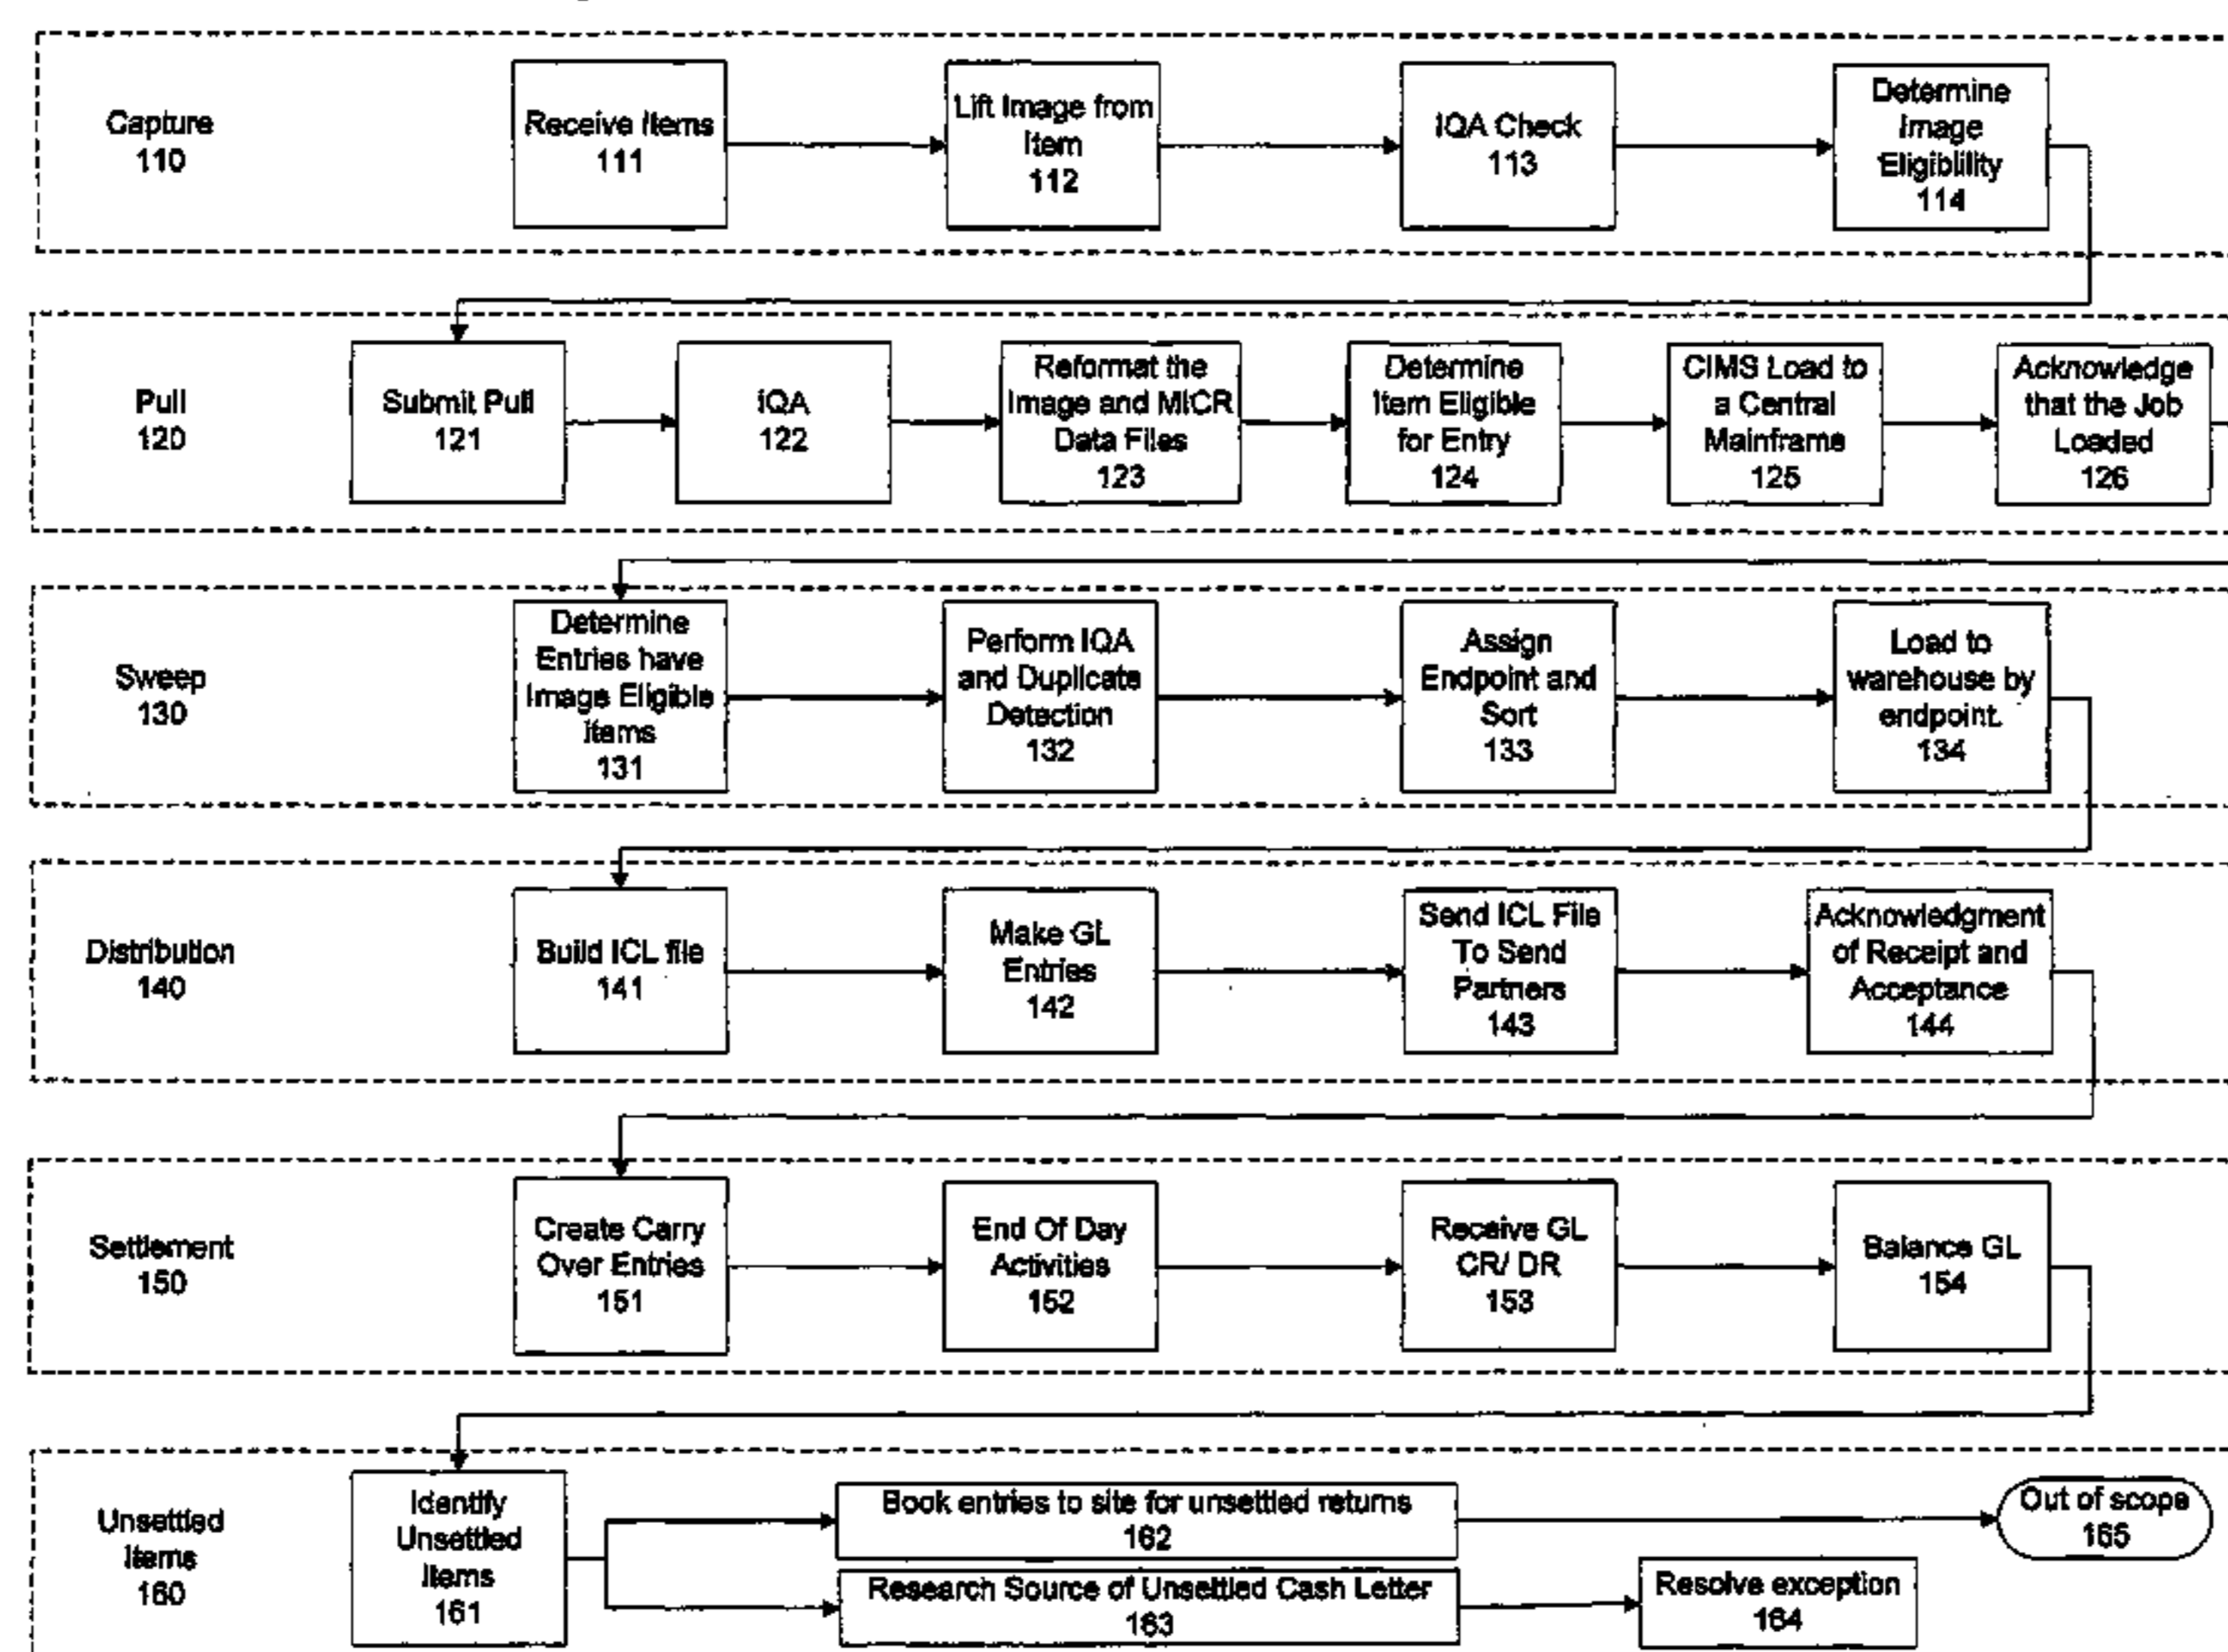 Capture
110
Receive Items
111
Lift Image from
Item
112
IQA Check
113
Determine
Image
Eligiblility
114
Pull
120
Submit Pull
121
IQA
122
Reformat the
Image and MICR
Data Files
123
Determine
Item Eligible
for Entry
124
CIMS Load to
a Central
Mainframe
125
Acknowledge
that the Job
Loaded
126
Sweep
130
Determine
Entries have
Image Eligible
Items
131
Perform IQA
and Duplicate
Detection
132
Assign
Endpoint and
Sort
133
Load to
warehouse by
endpoint.
134
Distribution
140
Build ICL file
141
Make GL
Entries
142
Send ICL File
To Send
Partners
143
Acknowledgment
of Receipt and
Acceptance
144
Settlement
150
Create Carry
Over Entries
151
End Of Day
Activities
152
Receive GL
CR/ DR
153
Balance GL
154
Unsettled
Items
160
Identify
Unsettled
Items
161
Book entries to site for unsettled returns
162
Out of scope
165
Research Source of Unsettled Cash Letter
163
Resolve exception
164